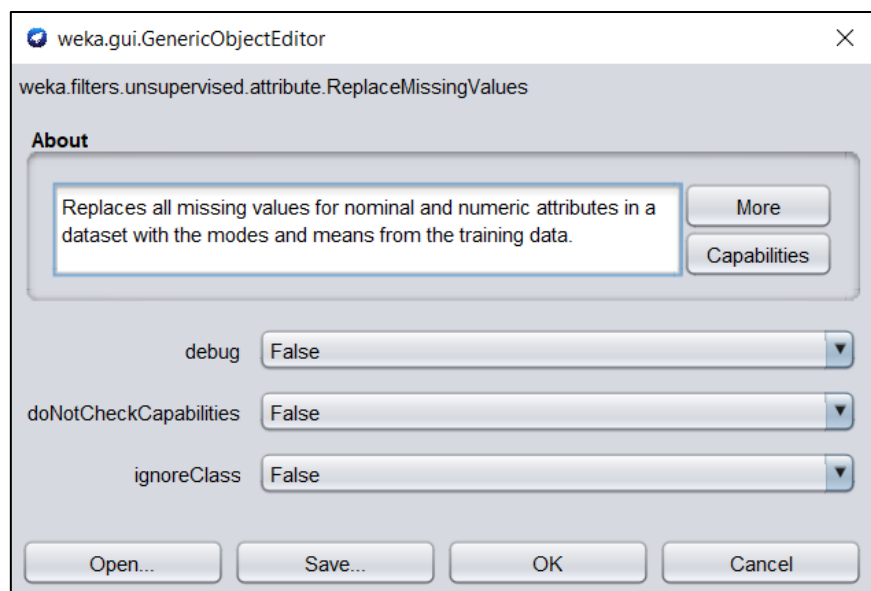 weka.gui.GenericObjectEditor
weka.filters.unsupervised.attribute.ReplaceMissingValues
About
Replaces all missing values for nominal and numeric attributes in a
dataset with the modes and means from the training data.
More
Capabilities
debug False
doNotCheckCapabilities False
ignoreClass False
Open... Save... OK Cancel